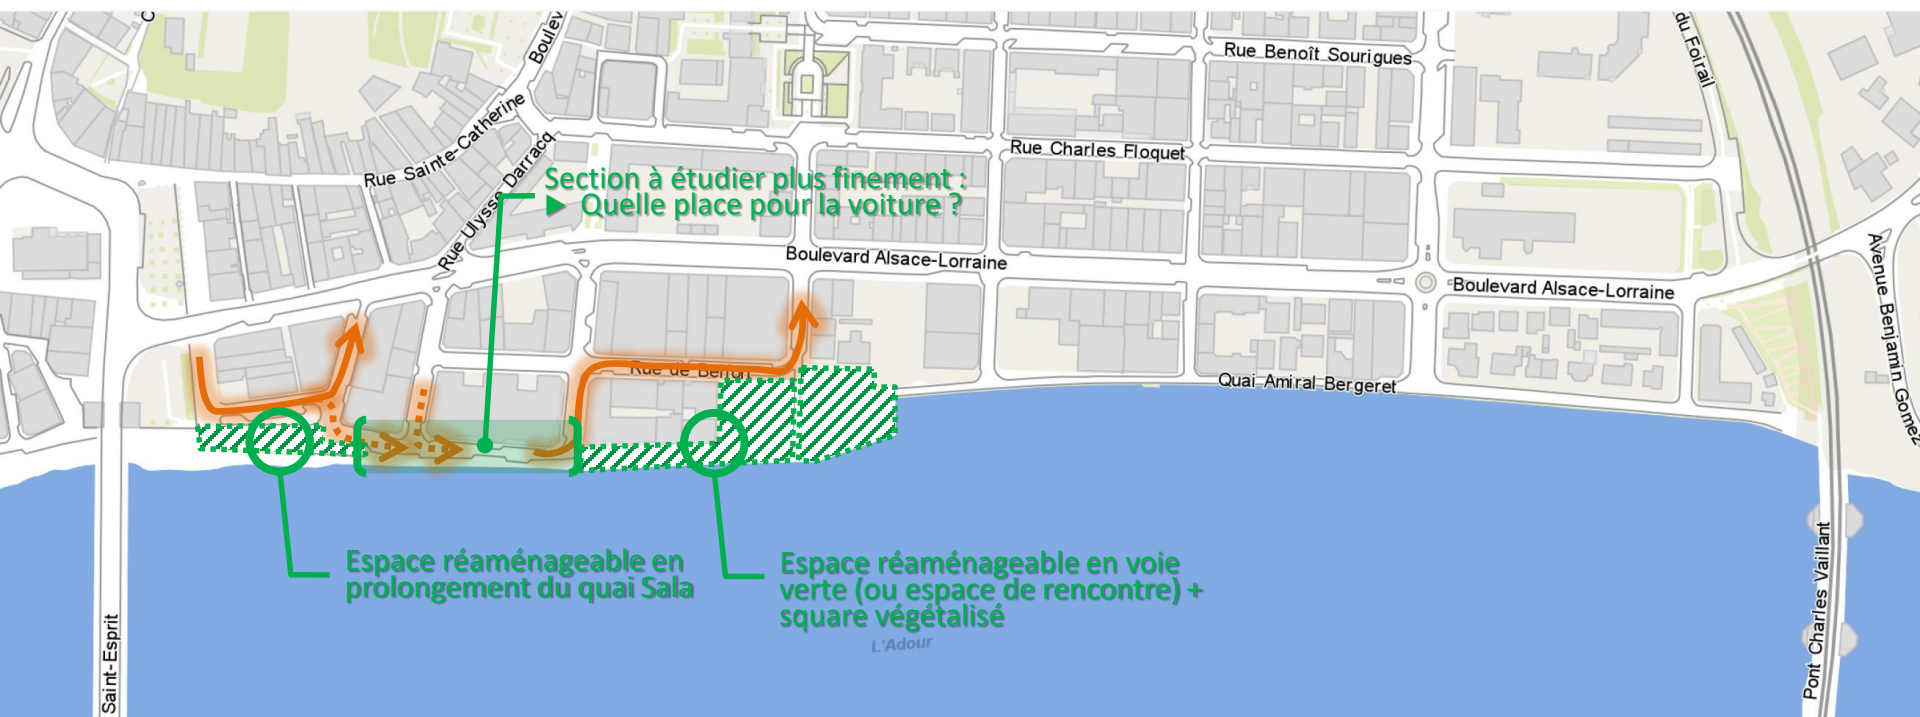 C
Boulev
du Foirail
Rue Benoît Sourigues
Rue Sainte-Catherine
Rue Charles Floquet
Rue Ulysse Darracq
Section à étudier plus finement :
► Quelle place pour la voiture ?
Boulevard Alsace-Lorraine
Boulevard Alsace-Lorraine
Avenue Benjamin Gomez
Rue de Belfort
Quai Amiral Bergeret
Espace réaménageable en
prolongement du quai Sala
Espace réaménageable en voie
verte (ou espace de rencontre) +
square végétalisé
L'Adour
Saint-Esprit
Pont Charles Vaillant